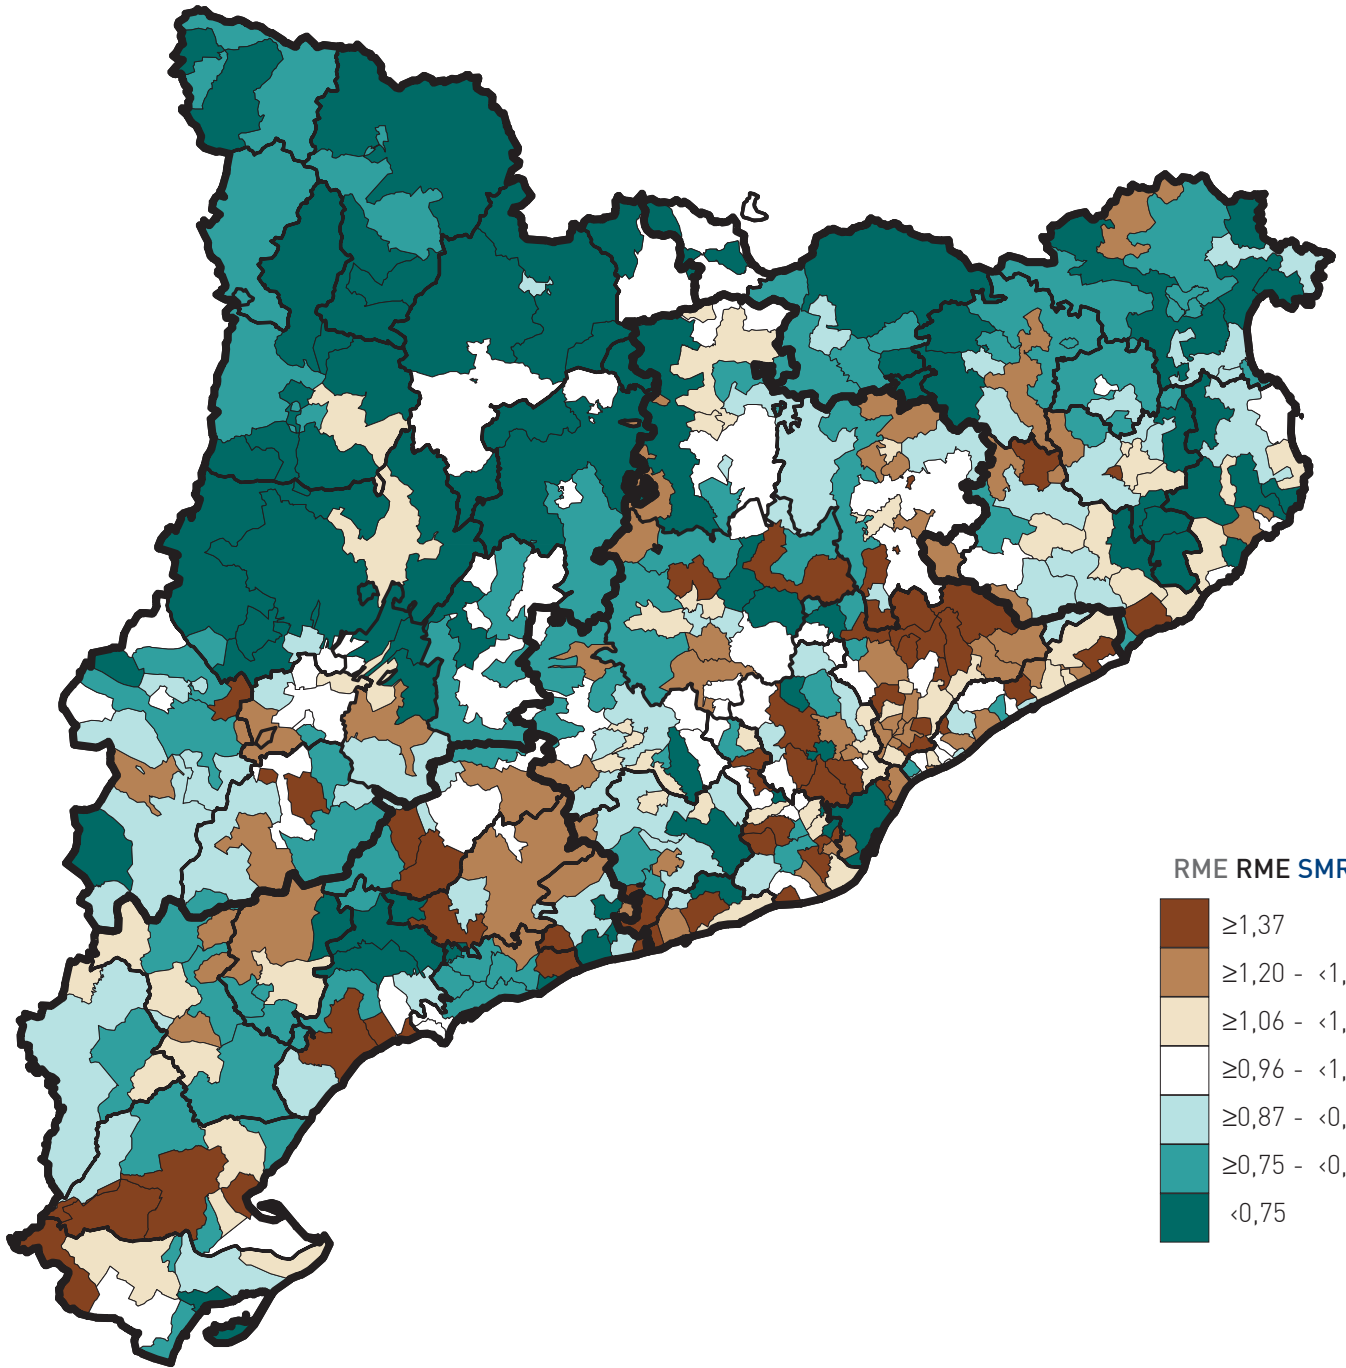 RME RME SMR
≥1,37
≥1,20 - <1,
≥1,06 - <1,
≥0,96 - <1,
≥0,87 - <0,
≥0,75 - <0,
<0,75